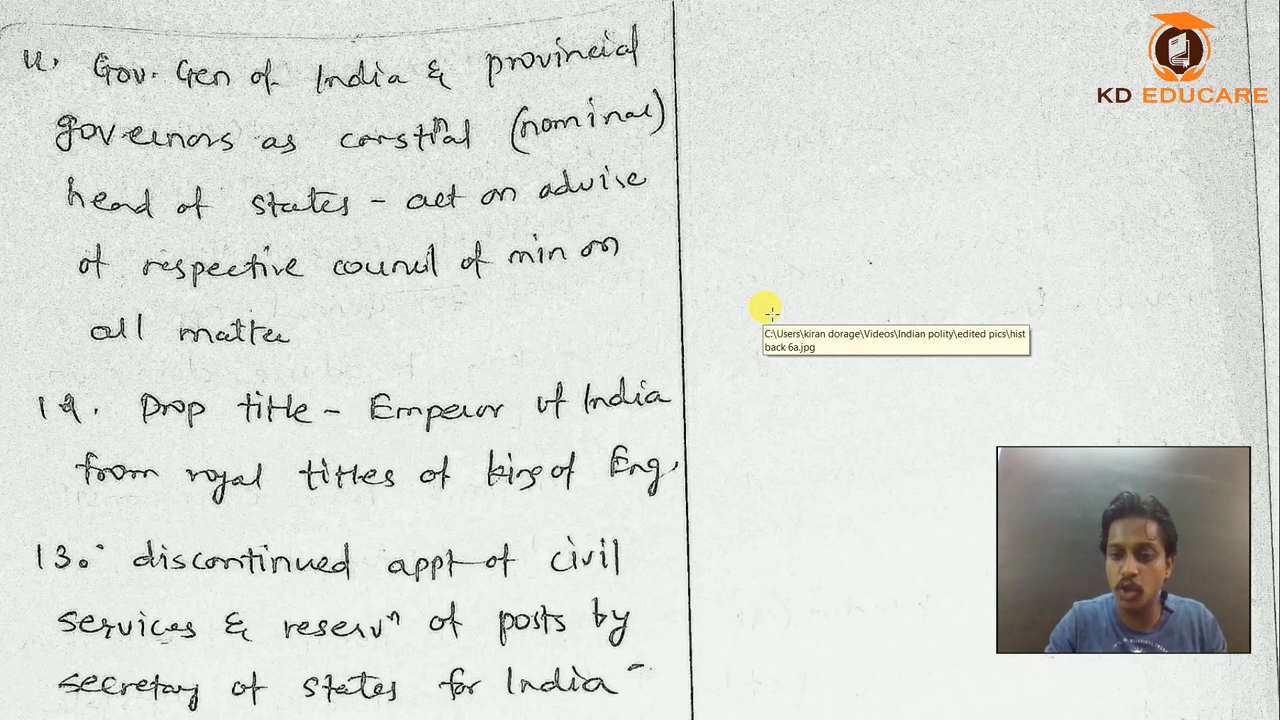 11. Gov. Gen of India & provincial
governors as constnal (nominal)
head of states - act on advise
of respective council of min on
all matter
12. Drop title - Emperor of India
from royal titles of king of Eng.
13. discontinued appt of civil
services & reservn of posts by
secretary of states for India
KD EDUCARE
C:\Users\kiran dorage\Videos\Indian polity\edited pics\hist
back 6a.jpg